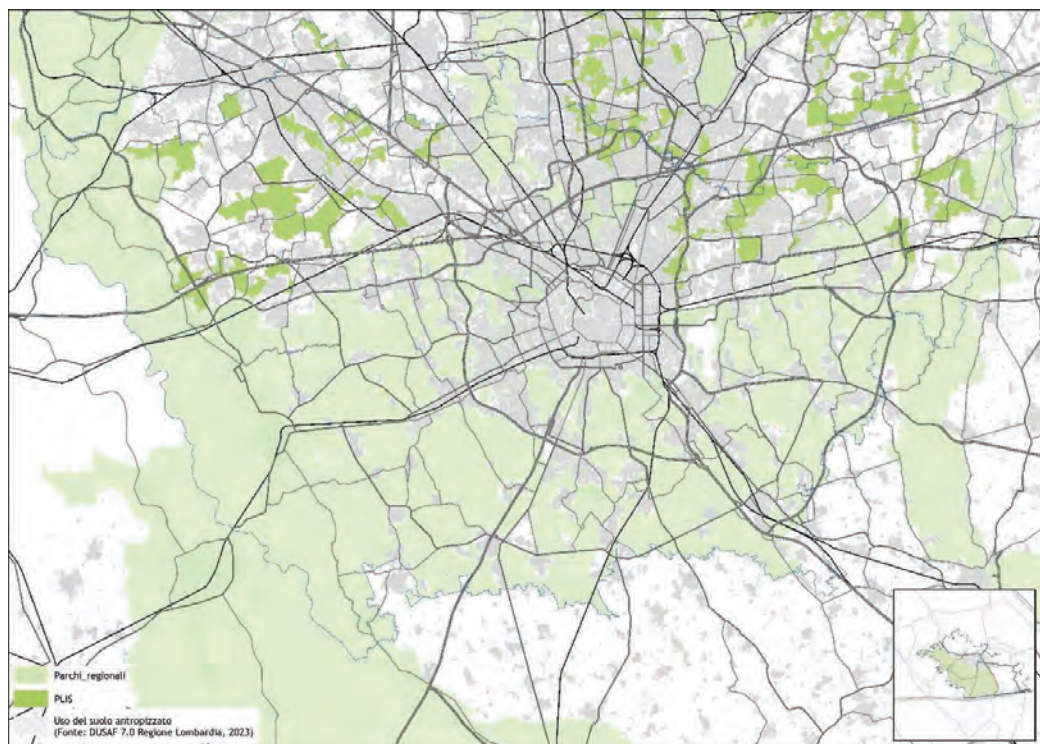 Parchi_regionali
PLIS
Uso del suolo antropizzato
(Fonte: DUSAF 7.0 Regione Lombardia, 2023)